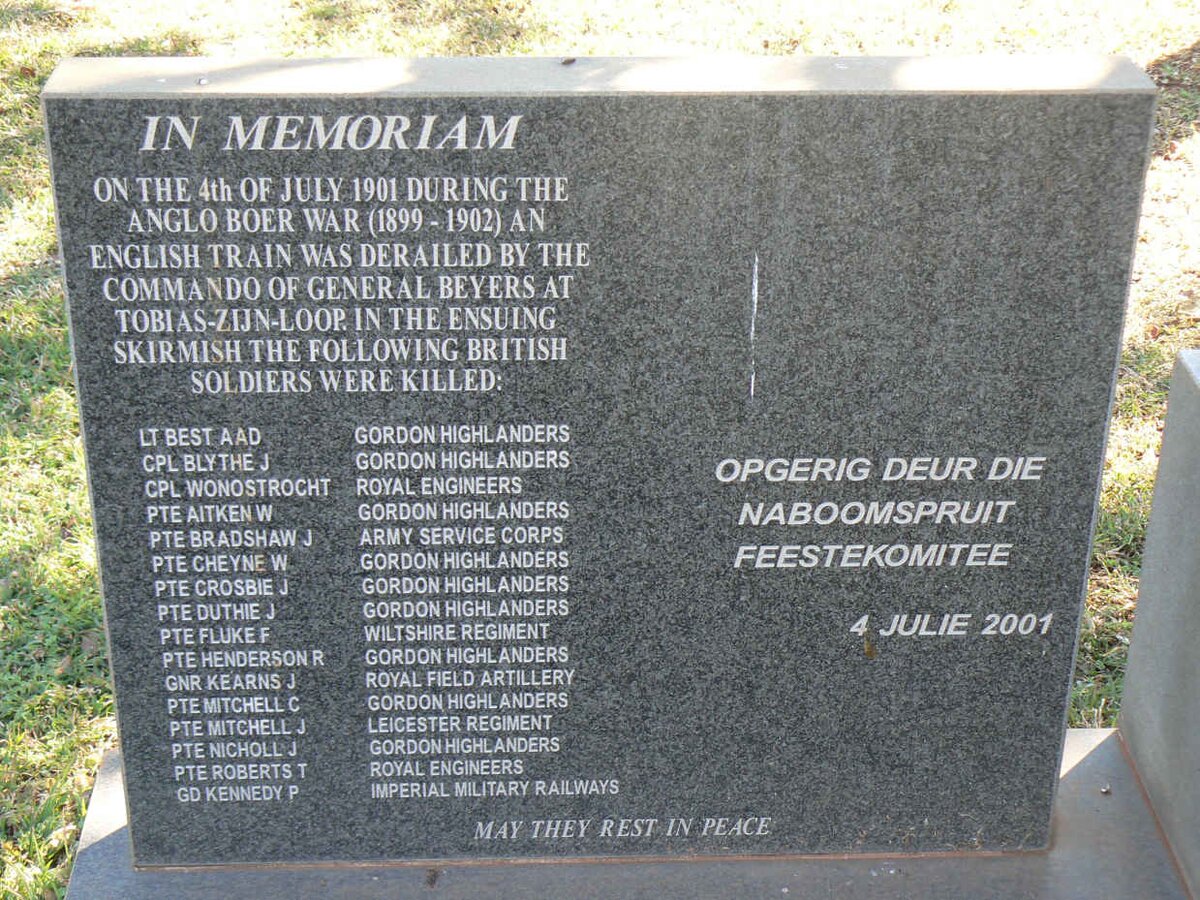 IN MEMORIAM
ON THE 4th OF JULY 1901 DURING THE
ANGLO BOER WAR (1899 - 1902) AN
ENGLISH TRAIN WAS DERAILED BY THE
COMMANDO OF GENERAL BEYERS AT
TOBIAS-ZIJN-LOOP. IN THE ENSUING
SKIRMISH THE FOLLOWING BRITISH
SOLDIERS WERE KILLED:
LT BEST AAD GORDON HIGHLANDERS
CPL BLYTHE J GORDON HIGHLANDERS
CPL WONOSTROCHT ROYAL ENGINEERS
PTE AITKEN W GORDON HIGHLANDERS
PTE BRADSHAW J ARMY SERVICE CORPS
PTE CHEYNE W GORDON HIGHLANDERS
PTE CROSBIE J GORDON HIGHLANDERS
PTE DUTHIE J GORDON HIGHLANDERS
PTE FLUKE F WILTSHIRE REGIMENT
PTE HENDERSON R GORDON HIGHLANDERS
GNR KEARNS J ROYAL FIELD ARTILLERY
PTE MITCHELL C GORDON HIGHLANDERS
PTE MITCHELL J LEICESTER REGIMENT
PTE NICHOLL J GORDON HIGHLANDERS
PTE ROBERTS T ROYAL ENGINEERS
GD KENNEDY P IMPERIAL MILITARY RAILWAYS
MAY THEY REST IN PEACE
OPGERIG DEUR DIE
NABOOMSPRUIT
FEESTEKOMITEE
4 JULIE 2001